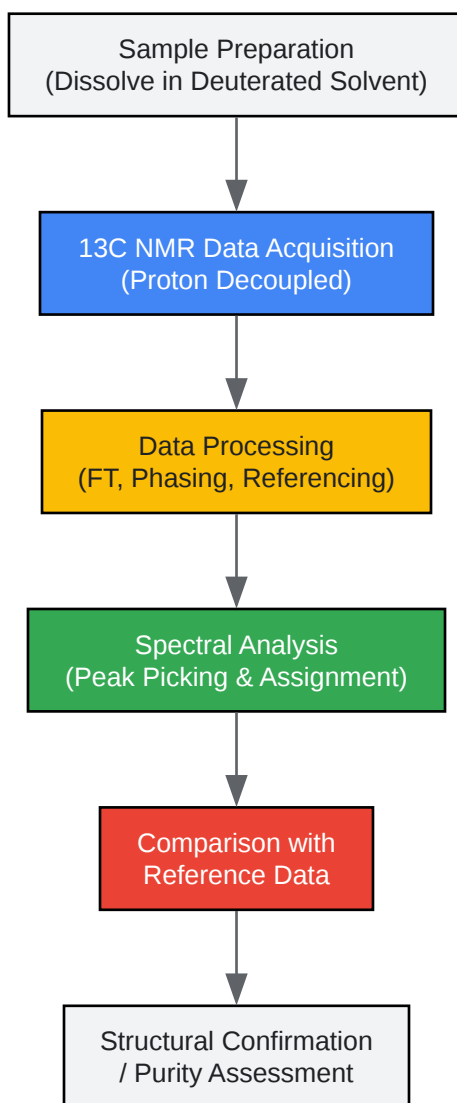 Sample Preparation
(Dissolve in Deuterated Solvent)
13C NMR Data Acquisition
(Proton Decoupled)
Data Processing
(FT, Phasing, Referencing)
Spectral Analysis
(Peak Picking & Assignment)
Comparison with
Reference Data
Structural Confirmation
/ Purity Assessment